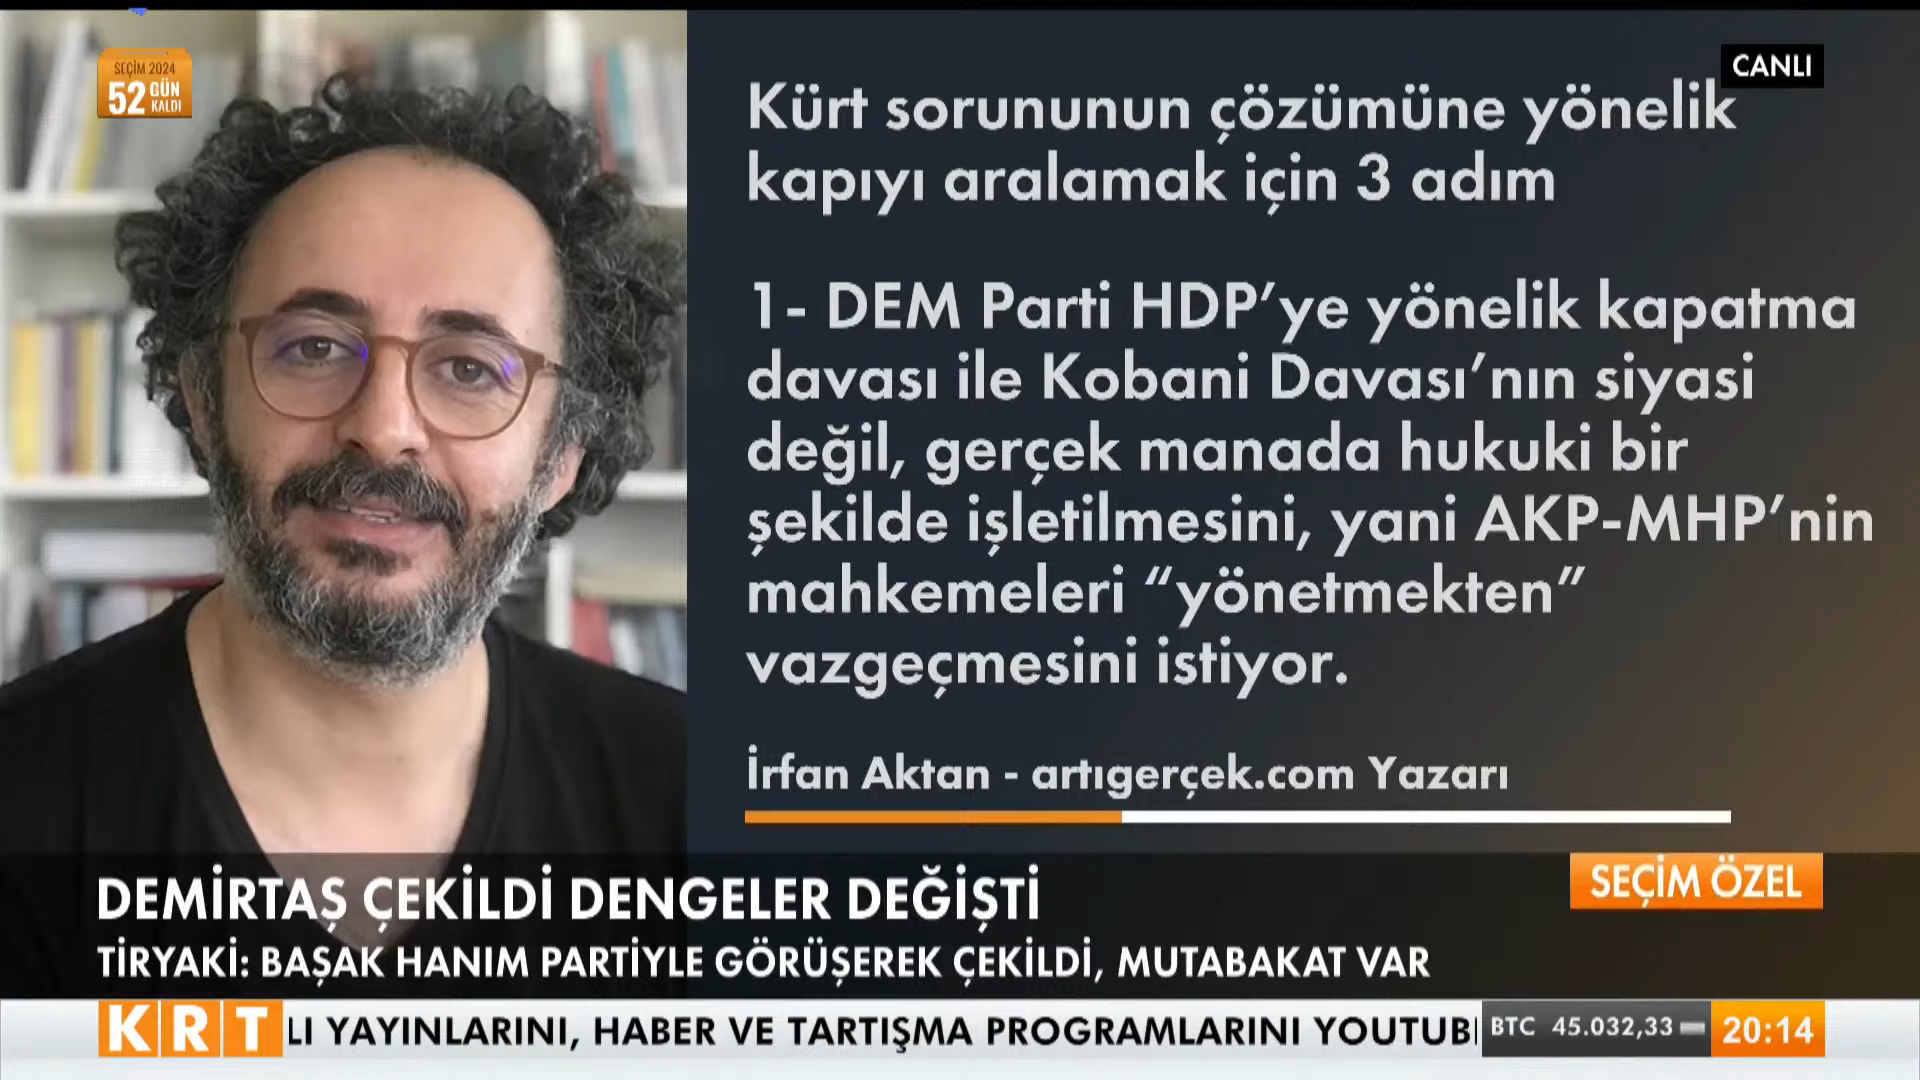 SEÇİM 2024
52 GÜN KALDI
CANLI
Kürt sorununun çözümüne yönelik
kapıyı aralamak için 3 adım
1- DEM Parti HDP’ye yönelik kapatma
davası ile Kobani Davası’nın siyasi
değil, gerçek manada hukuki bir
şekilde işletilmesini, yani AKP-MHP’nin
mahkemeleri “yönetmekten”
vazgeçmesini istiyor.
İrfan Aktan - artıgerçek.com Yazarı
DEMİRTAŞ ÇEKİLDİ DENGELER DEĞİŞTİ
SEÇİM ÖZEL
TİRYAKİ: BAŞAK HANIM PARTİYLE GÖRÜŞEREK ÇEKİLDİ, MUTABAKAT VAR
KRT LI YAYINLARINI, HABER VE TARTIŞMA PROGRAMLARINI YOUTUB BTC 45.032,33 20:14